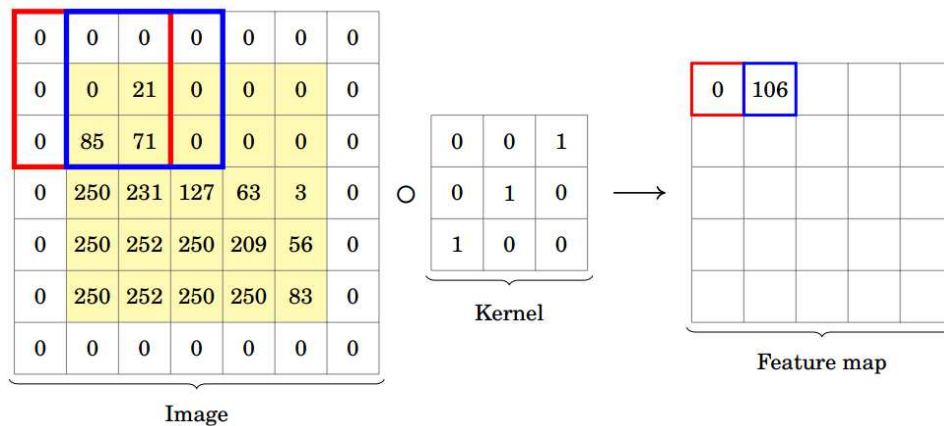 0 0 0 0 0 0 0
0 0 21 0 0 0 0
0 85 71 0 0 0 0
0 250 231 127 63 3 0
0 250 252 250 209 56 0
0 250 252 250 250 83 0
0 0 0 0 0 0 0
Image
0 0 1
0 1 0
1 0 0
Kernel
0 106
Feature map